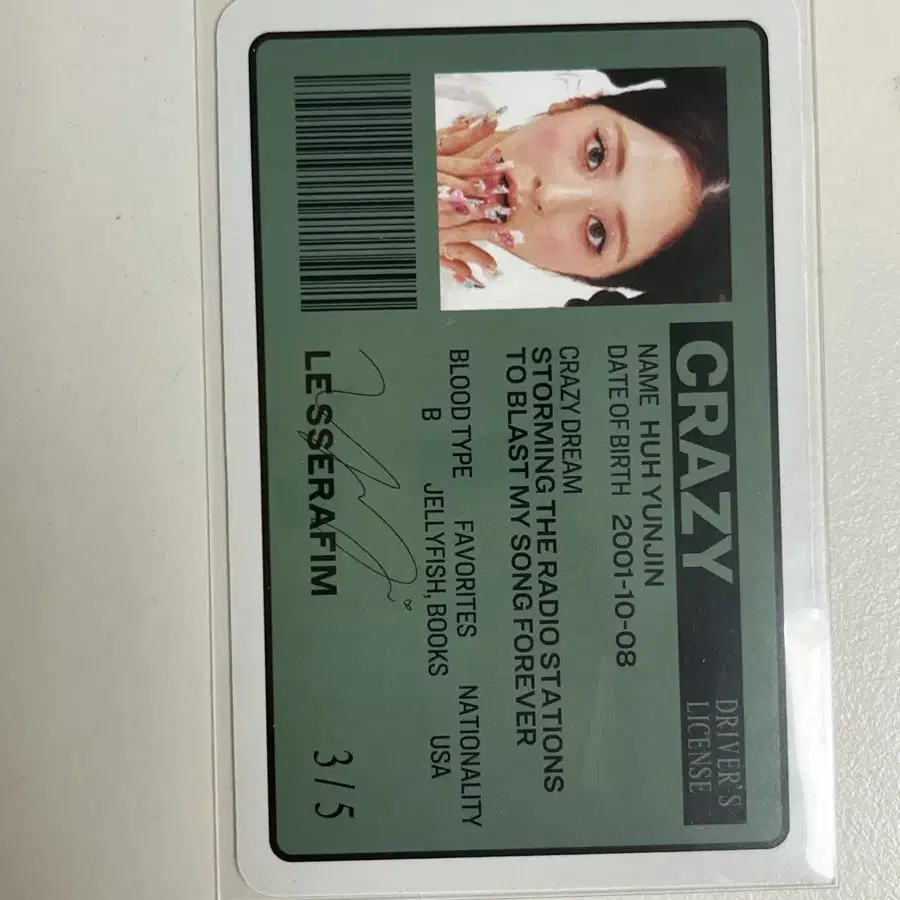 CRAZY
DRIVER'S
LICENSE
NAME HUH YUNJIN
DATE OF BIRTH 2001-10-08
CRAZY DREAM
STORMING THE RADIO STATIONS
TO BLAST MY SONG FOREVER
BLOOD TYPE FAVORITES NATIONALITY
B JELLYFISH, BOOKS USA
LE SSERAFIM
3/5